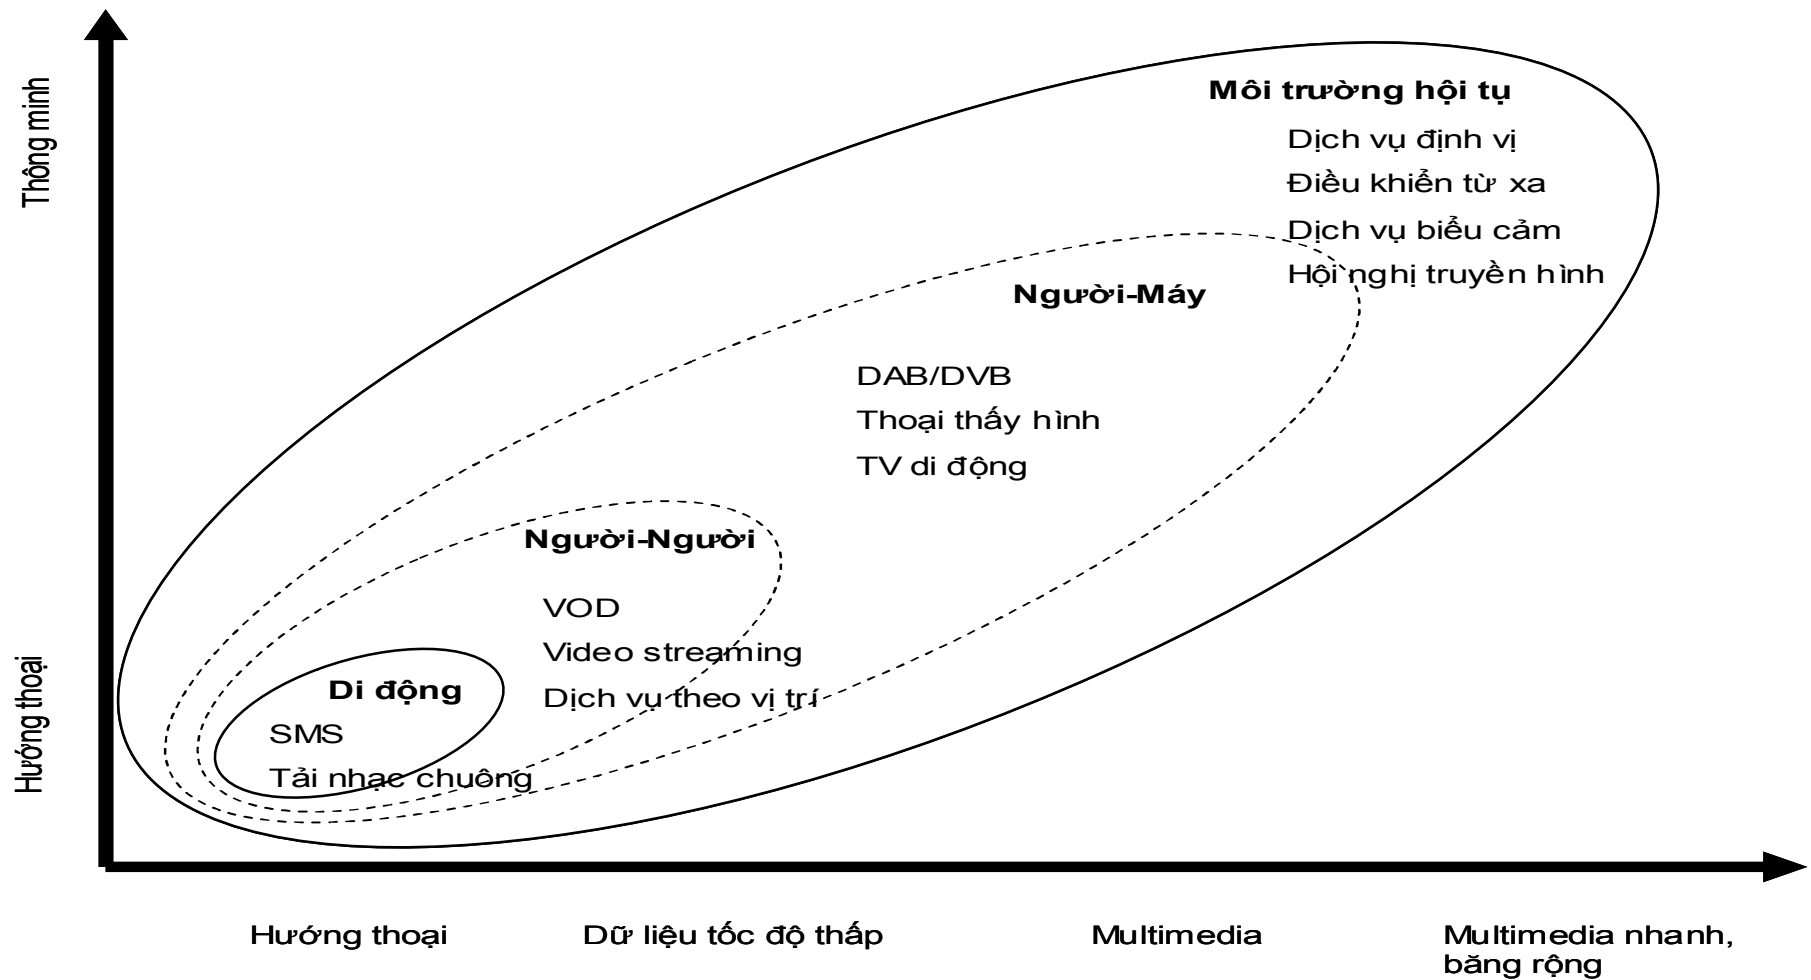 Thông minh
Hướng thoại
Môi trường hội tụ
Dịch vụ định vị
Điều khiển từ xa
Dịch vụ biểu cảm
Hội nghị truyền hình
Người-Máy
DAB/DVB
Thoại thấy hình
TV di động
Người-Người
VOD
Video streaming
Dịch vụ theo vị trí
Di động
SMS
Tải nhạc chuông
Hướng thoại
Dữ liệu tốc độ thấp
Multimedia
Multimedia nhanh,
băng rộng